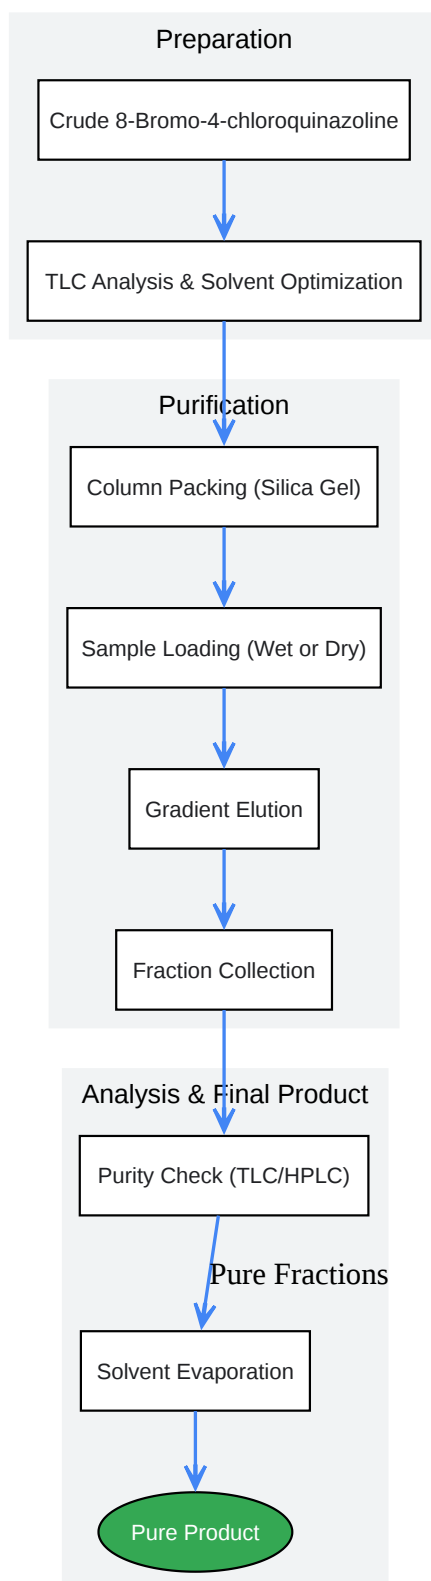 Preparation
Crude 8-Bromo-4-chloroquinazoline
TLC Analysis & Solvent Optimization
Purification
Column Packing (Silica Gel)
Sample Loading (Wet or Dry)
Gradient Elution
Fraction Collection
Analysis & Final Product
Purity Check (TLC/HPLC)
Pure Fractions
Solvent Evaporation
Pure Product